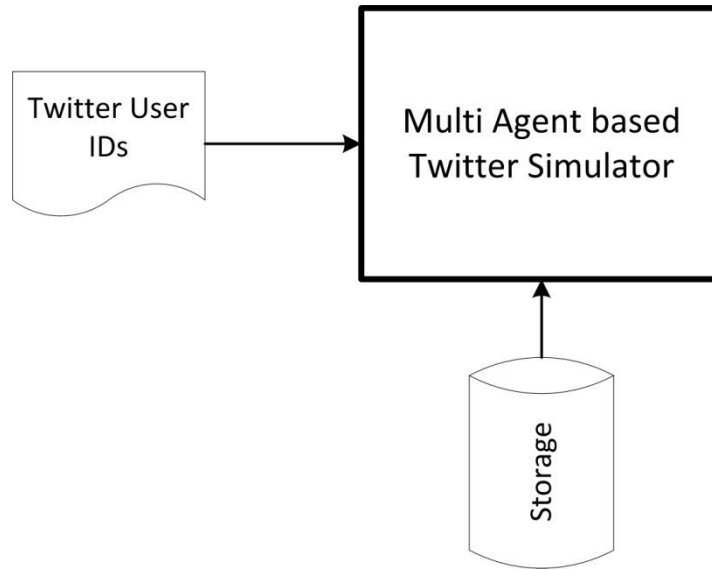 Twitter User
IDs
Multi Agent based
Twitter Simulator
Storage